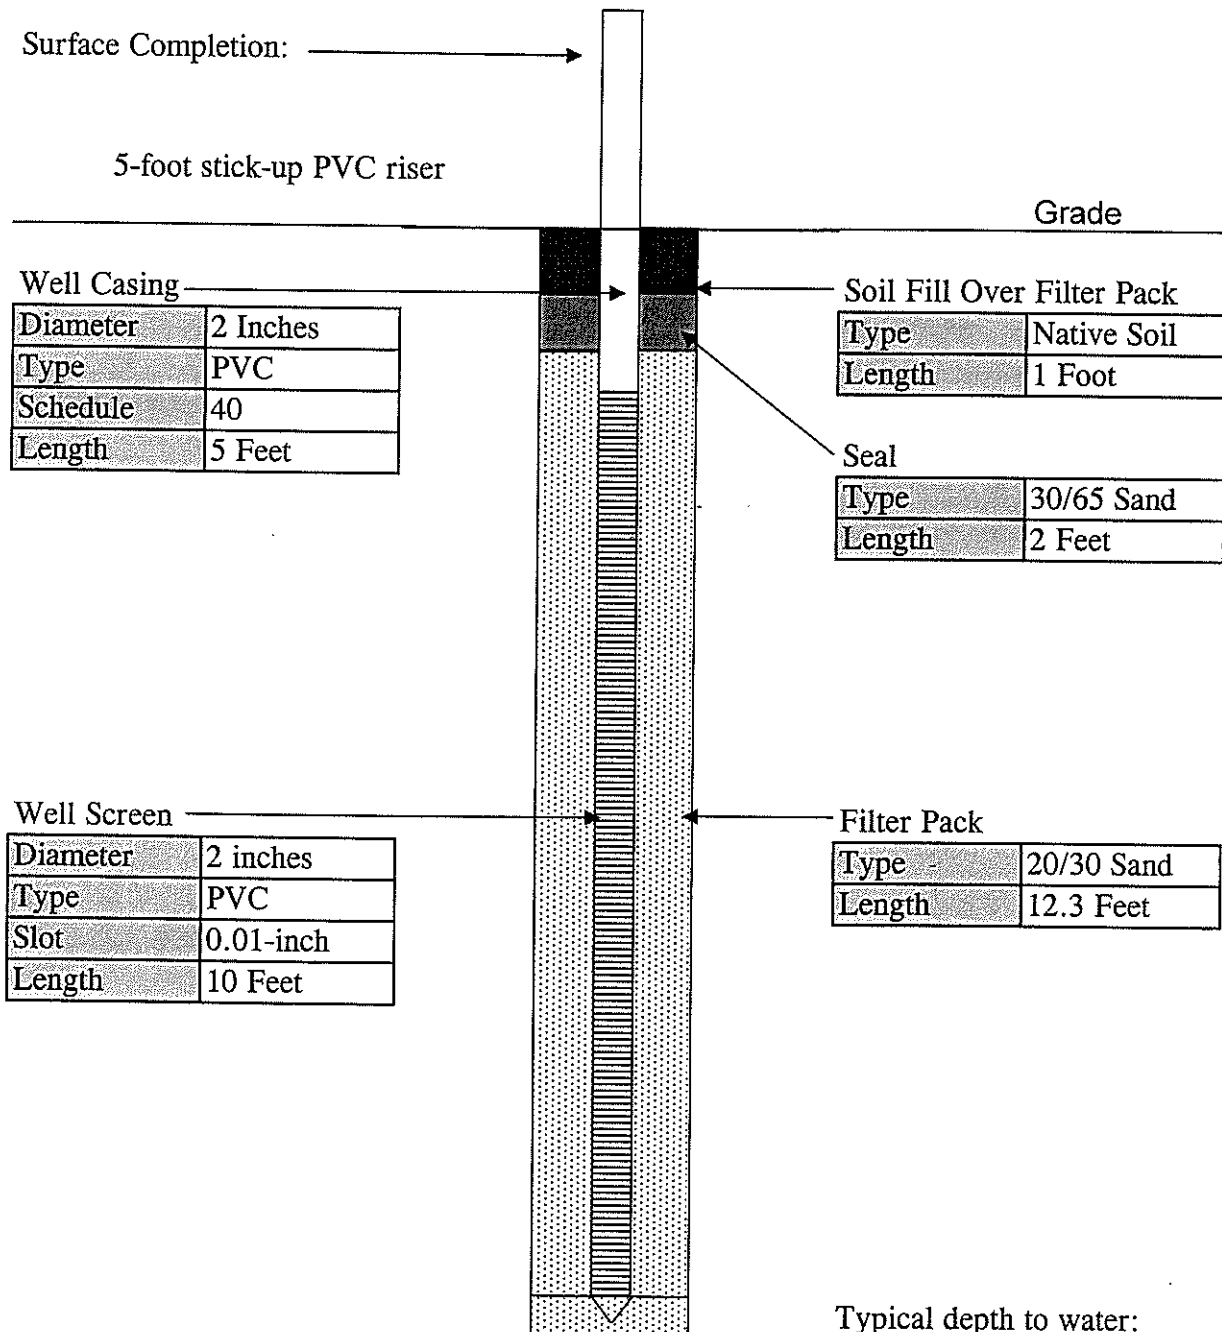 Surface Completion:
5-foot stick-up PVC riser
Grade
Well Casing
Diameter 2 Inches
Type PVC
Schedule 40
Length 5 Feet
Soil Fill Over Filter Pack
Type Native Soil
Length 1 Foot
Seal
Type 30/65 Sand
Length 2 Feet
Well Screen
Diameter 2 inches
Type PVC
Slot 0.01-inch
Length 10 Feet
Filter Pack
Type 20/30 Sand
Length 12.3 Feet
Typical depth to water: